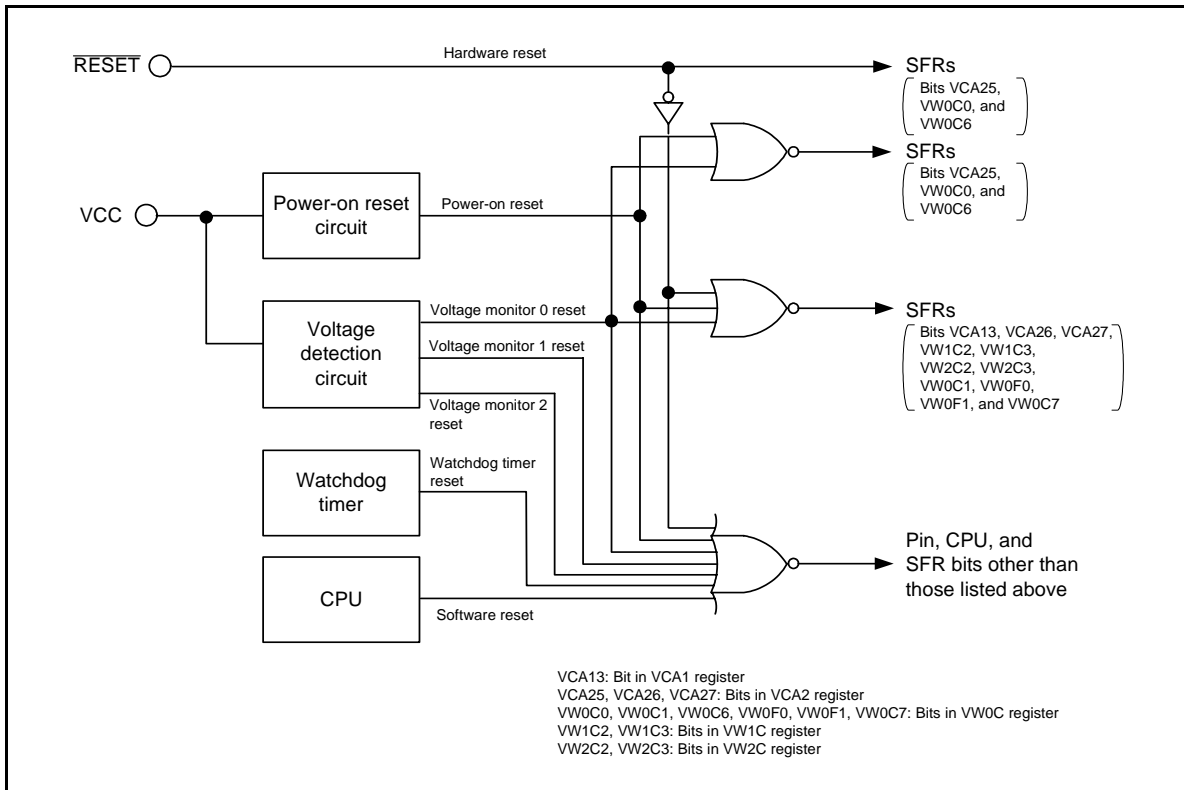 Hardware reset
RESET
SFRs
Bits VCA25,
VW0C0, and
VW0C6
SFRs
Bits VCA25,
VW0C0, and
VW0C6
VCC
Power-on reset
circuit
Power-on reset
Voltage
detection
circuit
Voltage monitor 0 reset
Voltage monitor 1 reset
Voltage monitor 2
reset
SFRs
Bits VCA13, VCA26, VCA27,
VW1C2, VW1C3,
VW2C2, VW2C3,
VW0C1, VW0F0,
VW0F1, and VW0C7
Watchdog
timer
Watchdog timer
reset
CPU
Software reset
Pin, CPU, and
SFR bits other than
those listed above
VCA13: Bit in VCA1 register
VCA25, VCA26, VCA27: Bits in VCA2 register
VW0C0, VW0C1, VW0C6, VW0F0, VW0F1, VW0C7: Bits in VW0C register
VW1C2, VW1C3: Bits in VW1C register
VW2C2, VW2C3: Bits in VW2C register